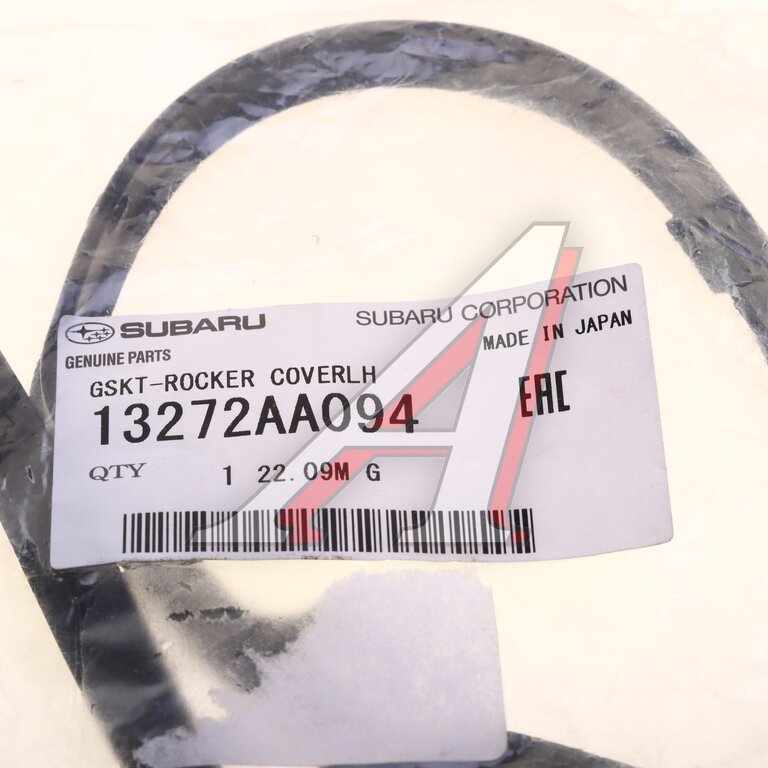 SUBARU
SUBARU CORPORATION
GENUINE PARTS
MADE IN JAPAN
GSKT-ROCKER COVERLH
13272AA094
EAC
QTY 1 22.09M G